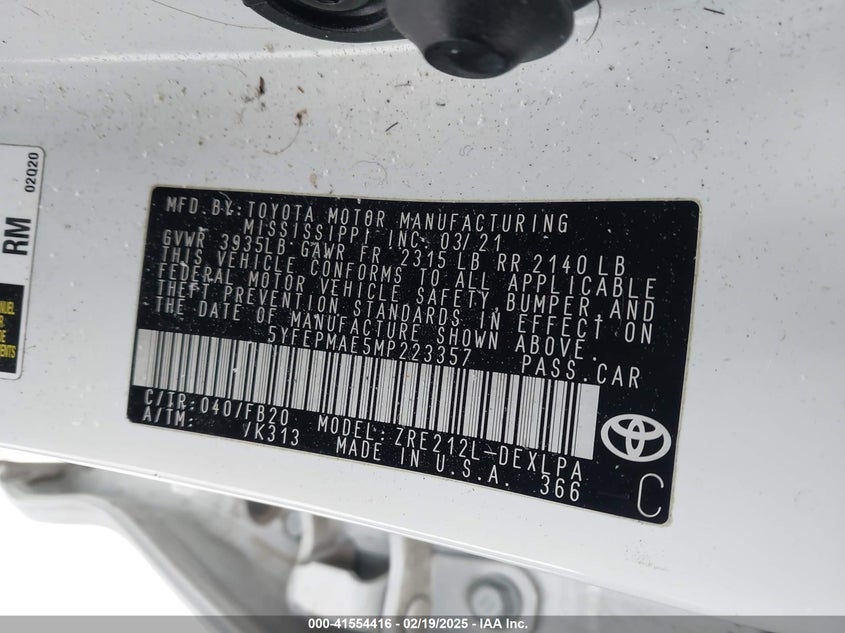 02020
RM
MFD. BY: TOYOTA MOTOR MANUFACTURING
MISSISSIPPI, INC. 03/21
GVWR 3935LB GAWR FR 2315 LB RR 2140 LB
THIS VEHICLE CONFORMS TO ALL APPLICABLE
FEDERAL MOTOR VEHICLE SAFETY, BUMPER, AND
THEFT PREVENTION STANDARDS IN EFFECT ON
THE DATE OF MANUFACTURE SHOWN ABOVE.
5YFEPMAE5MP223357 PASS.CAR
C/TR: 040/FB20 MODEL: ZRE212L-DEXLPA
A/TM: /K313 MADE IN U.S.A. 366
C
000-41554416 - 02/19/2025 - IAA Inc.